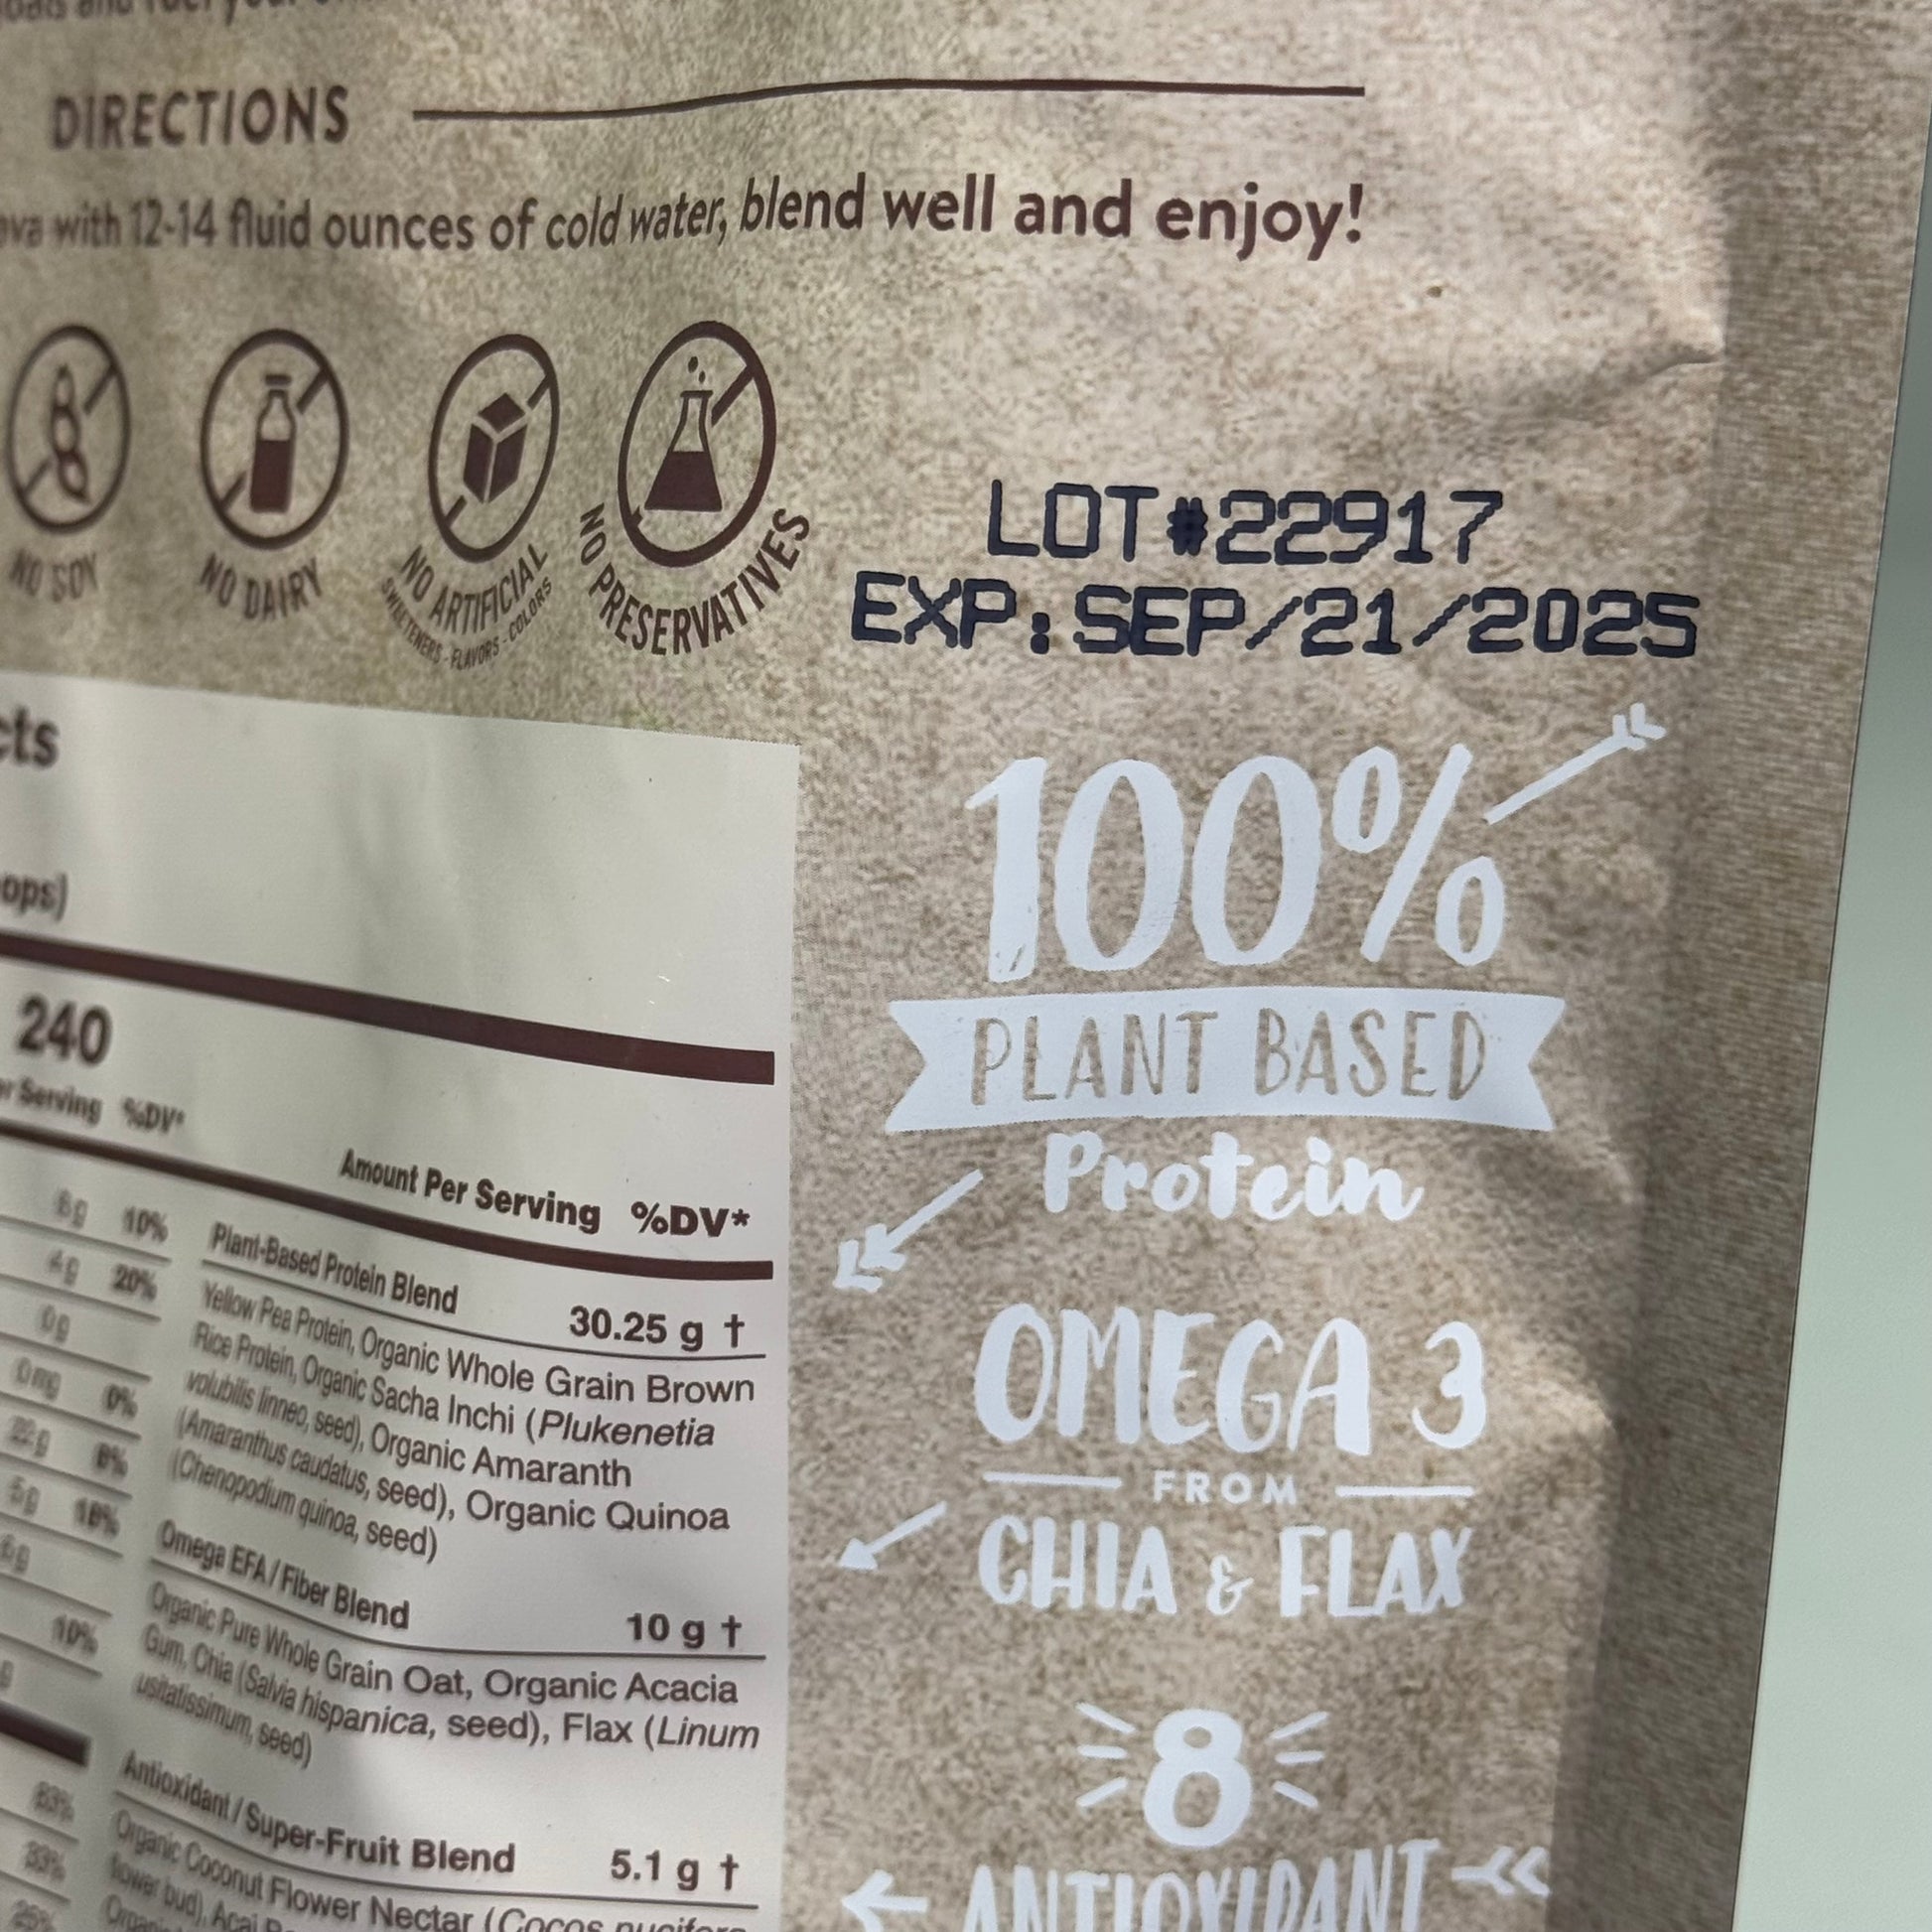 DIRECTIONS
with 12-14 fluid ounces of cold water, blend well and enjoy!
NO SOY
NO DAIRY
NO ARTIFICIAL
SWEETENERS - FLAVORS - COLORS
NO PRESERVATIVES
LOT#22917
EXP:SEP/21/2025
100%
PLANT BASED
Protein
OMEGA 3
FROM
CHIA & FLAX
8
ANTIOXIDANT
240
Serving %DV*
6g 10%
4g 20%
0g
0mg 0%
22g 8%
5g 18%
10%
Amount Per Serving %DV*
Plant-Based Protein Blend 30.25 g †
Yellow Pea Protein, Organic Whole Grain Brown
Rice Protein, Organic Sacha Inchi (Plukenetia
volubilis linneo, seed), Organic Amaranth
(Amaranthus caudatus, seed), Organic Quinoa
(Chenopodium quinoa, seed)
Omega EFA / Fiber Blend 10 g †
Organic Pure Whole Grain Oat, Organic Acacia
Gum, Chia (Salvia hispanica, seed), Flax (Linum
usitatissimum, seed)
Antioxidant / Super-Fruit Blend 5.1 g †
Organic Coconut Flower Nectar (Cocos nucifera
flower bud), Acai